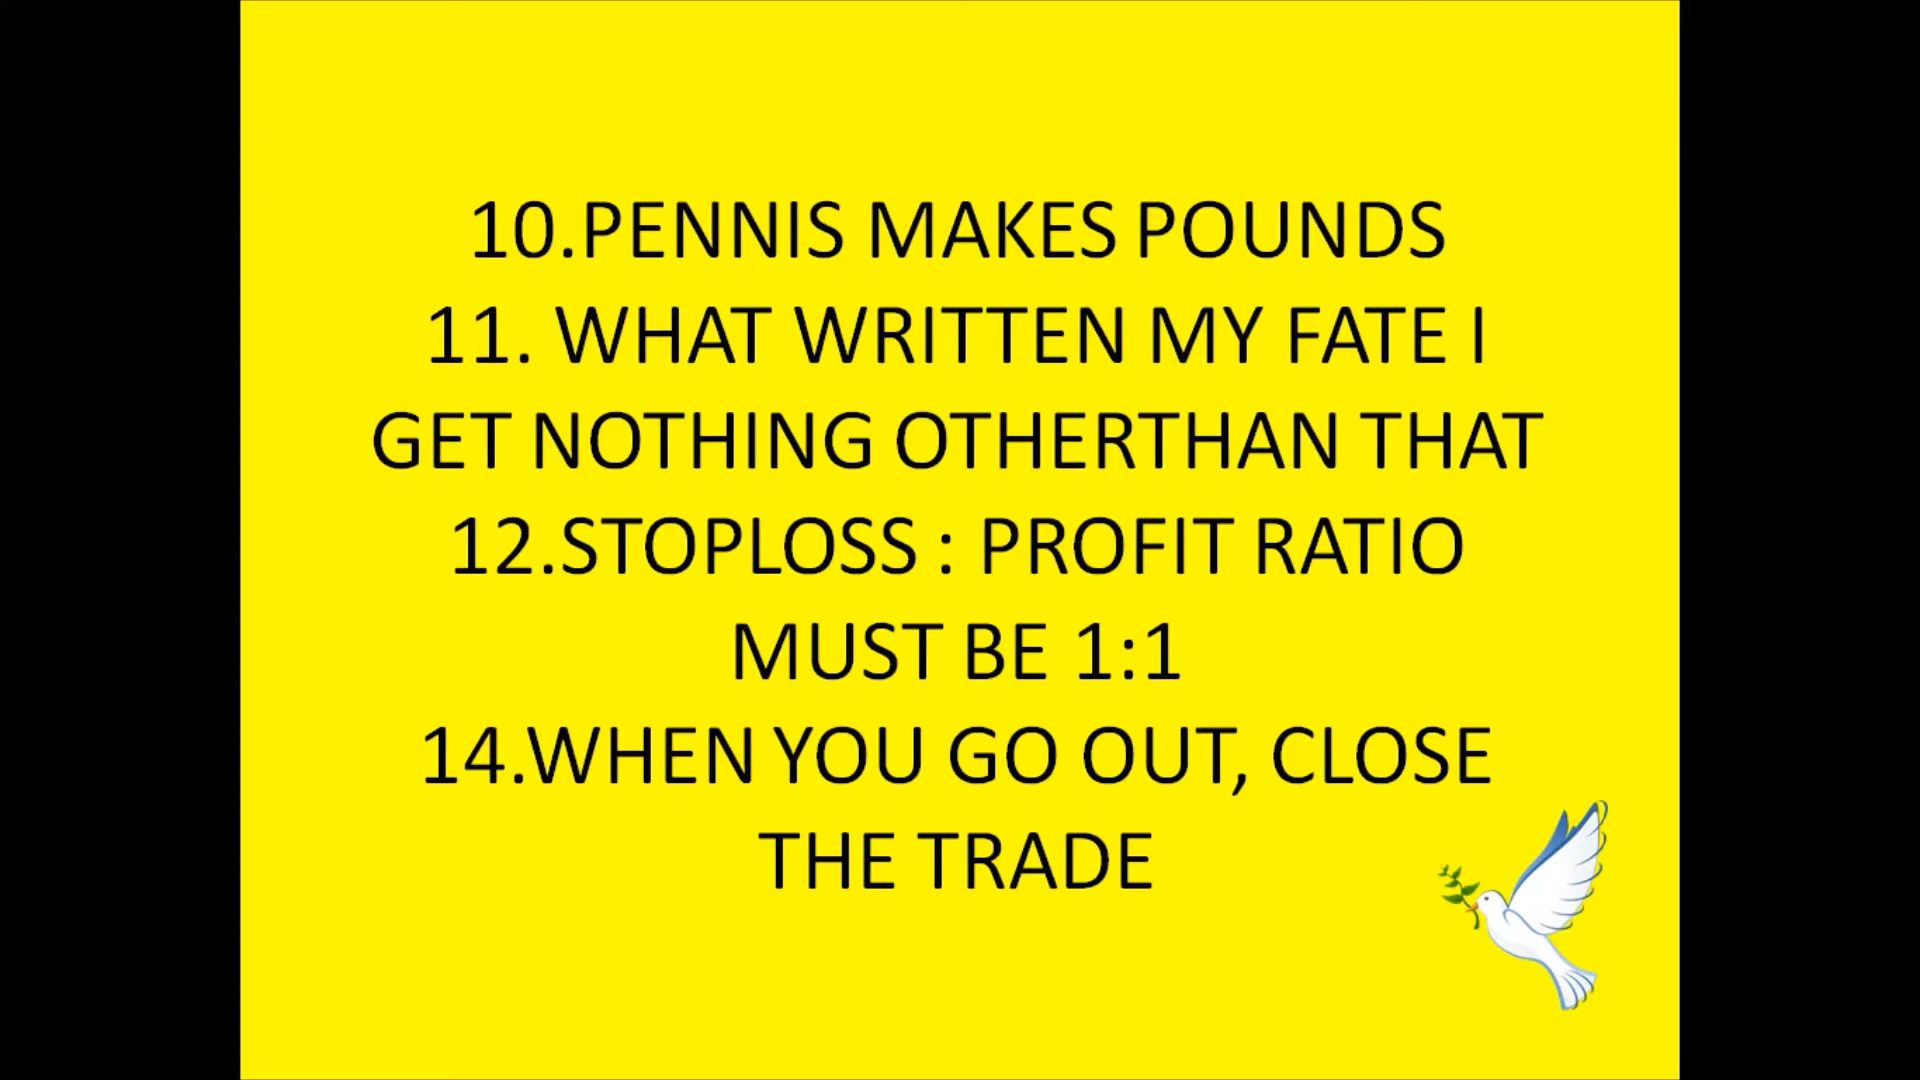 10.PENNIS MAKES POUNDS
11. WHAT WRITTEN MY FATE I
GET NOTHING OTHERTHAN THAT
12.STOPLOSS : PROFIT RATIO
MUST BE 1:1
14.WHEN YOU GO OUT, CLOSE
THE TRADE